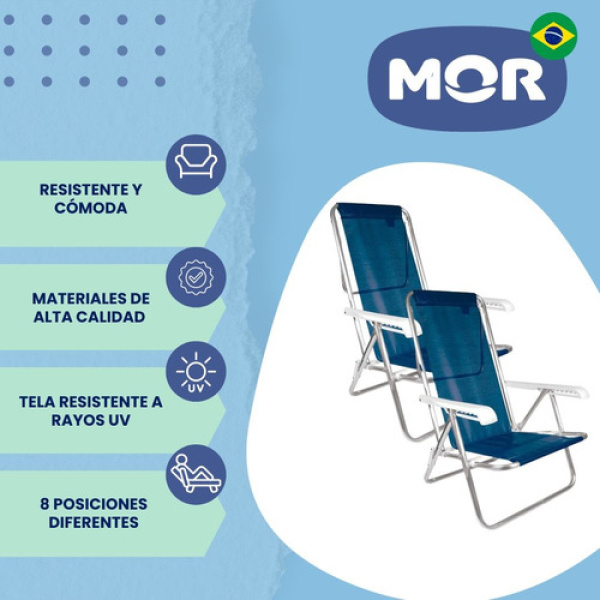 MOR
RESISTENTE Y
CÓMODA
MATERIALES DE
ALTA CALIDAD
UV
TELA RESISTENTE A
RAYOS UV
8 POSICIONES
DIFERENTES